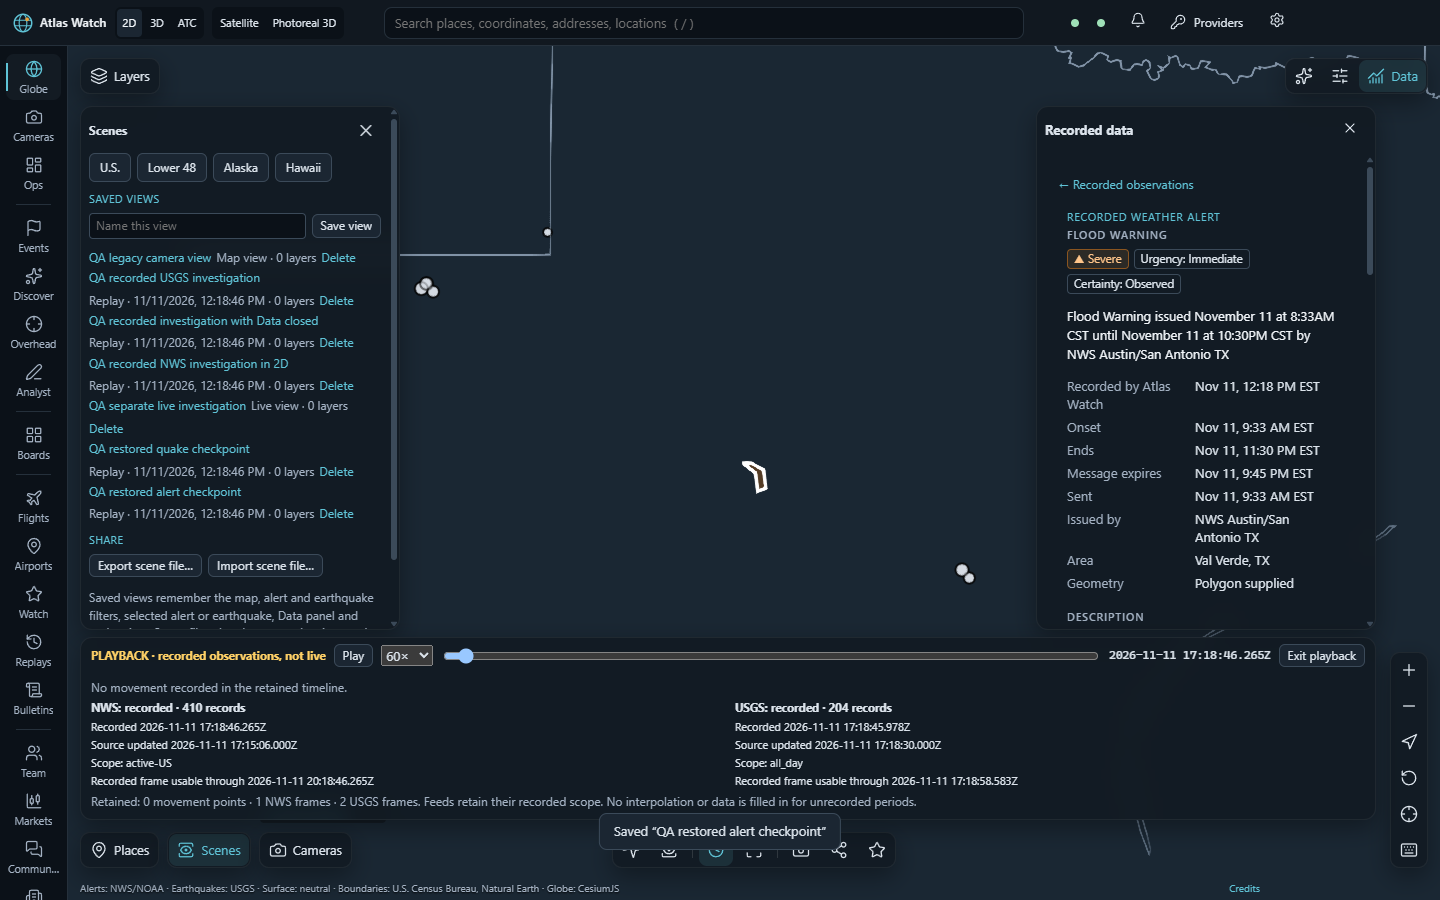 Atlas Watch 2D 3D ATC Satellite Photoreal 3D Search places, coordinates, addresses, locations ( / ) Providers
Globe
Cameras
Ops
Events
Discover
Overhead
Analyst
Boards
Flights
Airports
Watch
Replays
Bulletins
Team
Markets
Commun...
Layers
Data
Scenes
U.S. Lower 48 Alaska Hawaii
SAVED VIEWS
Name this view Save view
QA legacy camera view Map view · 0 layers Delete
QA recorded USGS investigation
Replay · 11/11/2026, 12:18:46 PM · 0 layers Delete
QA recorded investigation with Data closed
Replay · 11/11/2026, 12:18:46 PM · 0 layers Delete
QA recorded NWS investigation in 2D
Replay · 11/11/2026, 12:18:46 PM · 0 layers Delete
QA separate live investigation Live view · 0 layers
Delete
QA restored quake checkpoint
Replay · 11/11/2026, 12:18:46 PM · 0 layers Delete
QA restored alert checkpoint
Replay · 11/11/2026, 12:18:46 PM · 0 layers Delete
SHARE
Export scene file... Import scene file...
Saved views remember the map, alert and earthquake
filters, selected alert or earthquake, Data panel and
Recorded data
← Recorded observations
RECORDED WEATHER ALERT
FLOOD WARNING
Severe Urgency: Immediate
Certainty: Observed
Flood Warning issued November 11 at 8:33AM
CST until November 11 at 10:30PM CST by
NWS Austin/San Antonio TX
Recorded by Atlas Watch Nov 11, 12:18 PM EST
Onset Nov 11, 9:33 AM EST
Ends Nov 11, 11:30 PM EST
Message expires Nov 11, 9:45 PM EST
Sent Nov 11, 9:33 AM EST
Issued by NWS Austin/San Antonio TX
Area Val Verde, TX
Geometry Polygon supplied
DESCRIPTION
PLAYBACK · recorded observations, not live Play 60× 2026-11-11 17:18:46.265Z Exit playback
No movement recorded in the retained timeline.
NWS: recorded · 410 records
Recorded 2026-11-11 17:18:46.265Z
Source updated 2026-11-11 17:15:06.000Z
Scope: active-US
Recorded frame usable through 2026-11-11 20:18:46.265Z
USGS: recorded · 204 records
Recorded 2026-11-11 17:18:45.978Z
Source updated 2026-11-11 17:18:30.000Z
Scope: all_day
Recorded frame usable through 2026-11-11 17:18:58.583Z
Retained: 0 movement points · 1 NWS frames · 2 USGS frames. Feeds retain their recorded scope. No interpolation or data is filled in for unrecorded periods.
Saved “QA restored alert checkpoint”
Places Scenes Cameras
Alerts: NWS/NOAA · Earthquakes: USGS · Surface: neutral · Boundaries: U.S. Census Bureau, Natural Earth · Globe: CesiumJS Credits